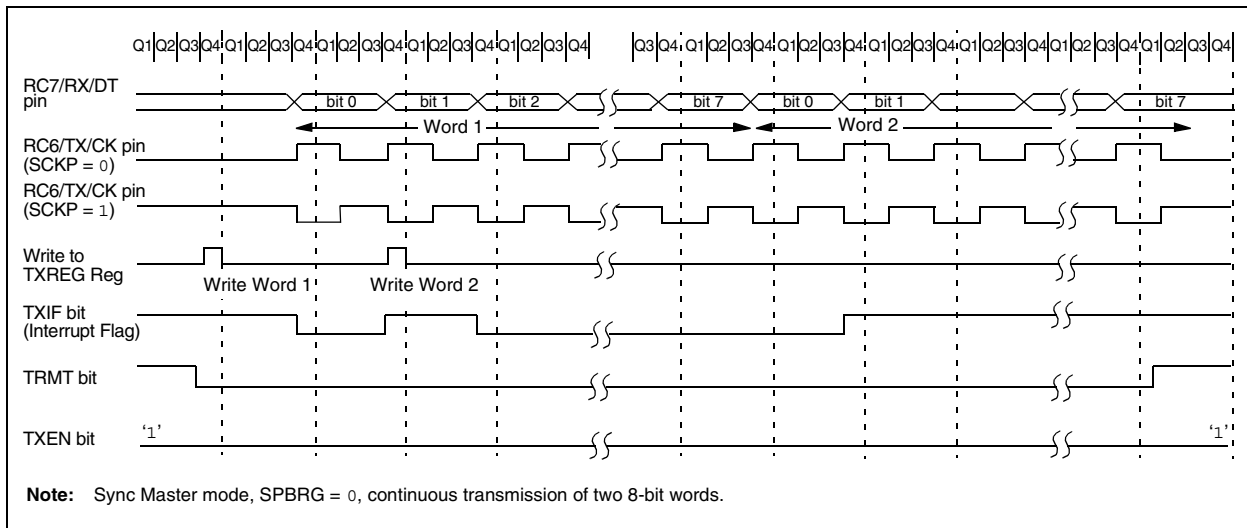 Q1 Q2 Q3 Q4 Q1 Q2 Q3 Q4 Q1 Q2 Q3 Q4 Q1 Q2 Q3 Q4 Q1 Q2 Q3 Q4 Q3 Q4 Q1 Q2 Q3 Q4 Q1 Q2 Q3 Q4 Q1 Q2 Q3 Q4 Q1 Q2 Q3 Q4 Q1 Q2 Q3 Q4 Q1 Q2 Q3 Q4
RC7/RX/DT
pin
bit 0 bit 1 bit 2 bit 7 bit 0 bit 1 bit 7
Word 1 Word 2
RC6/TX/CK pin
(SCKP = 0)
RC6/TX/CK pin
(SCKP = 1)
Write to
TXREG Reg
Write Word 1 Write Word 2
TXIF bit
(Interrupt Flag)
TRMT bit
TXEN bit
‘1’ ‘1’
Note: Sync Master mode, SPBRG = 0, continuous transmission of two 8-bit words.